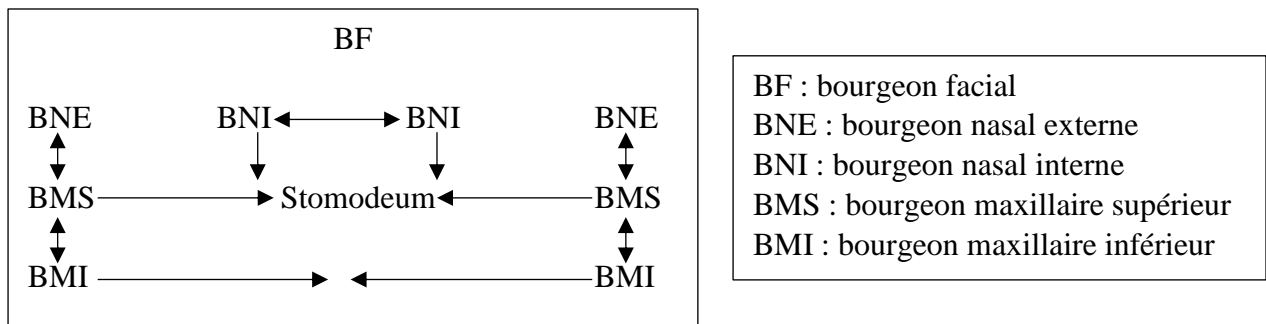 BF
BNE BNI BNI BNE
BMS Stomodeum BMS
BMI BMI
BF : bourgeon facial
BNE : bourgeon nasal externe
BNI : bourgeon nasal interne
BMS : bourgeon maxillaire supérieur
BMI : bourgeon maxillaire inférieur